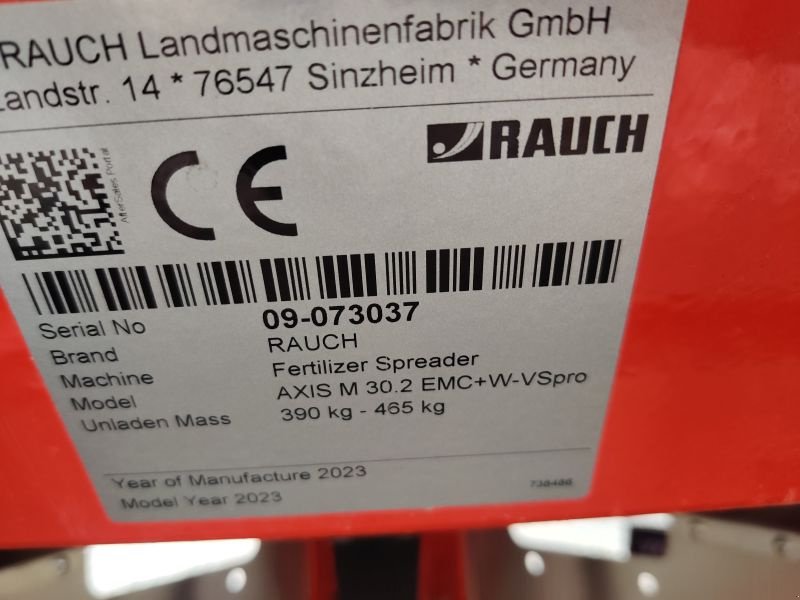 RAUCH Landmaschinenfabrik GmbH
Landstr. 14 * 76547 Sinzheim * Germany
AfterSales Portal
CE
RAUCH
Serial No 09-073037
Brand RAUCH
Machine Fertilizer Spreader
Model AXIS M 30.2 EMC+W-VSpro
Unladen Mass 390 kg - 465 kg
Year of Manufacture 2023
Model Year 2023